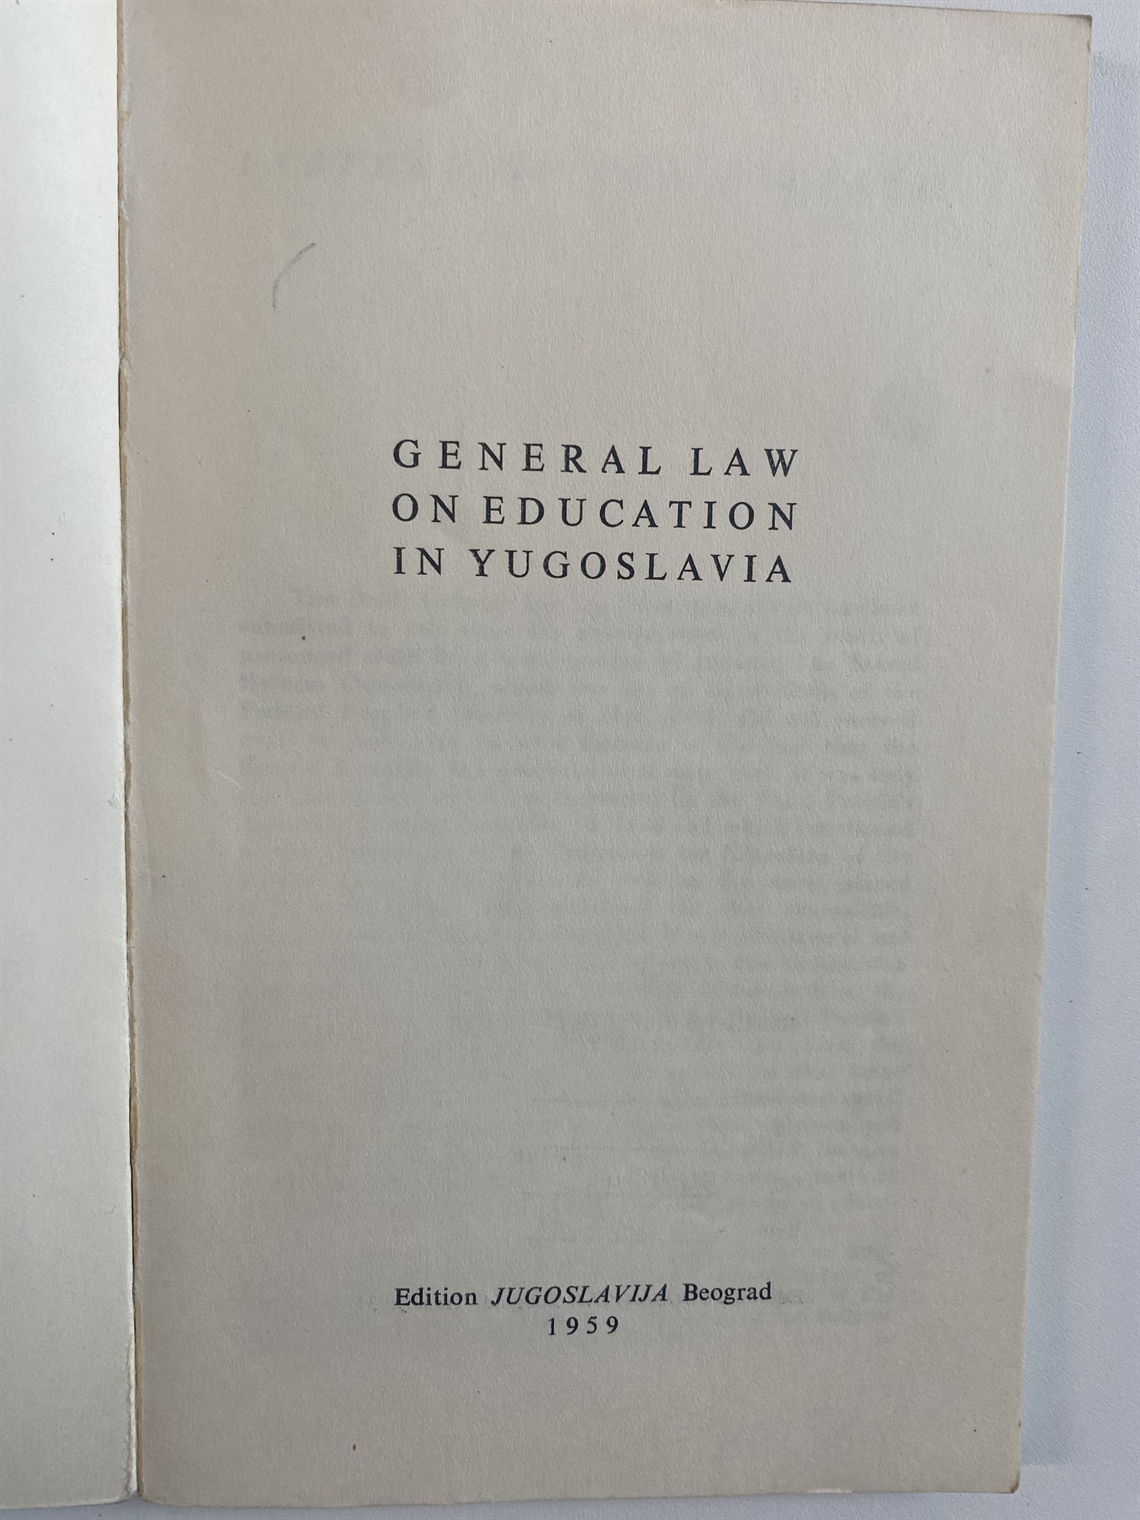 GENERAL LAW
ON EDUCATION
IN YUGOSLAVIA
Edition JUGOSLAVIJA Beograd
1959